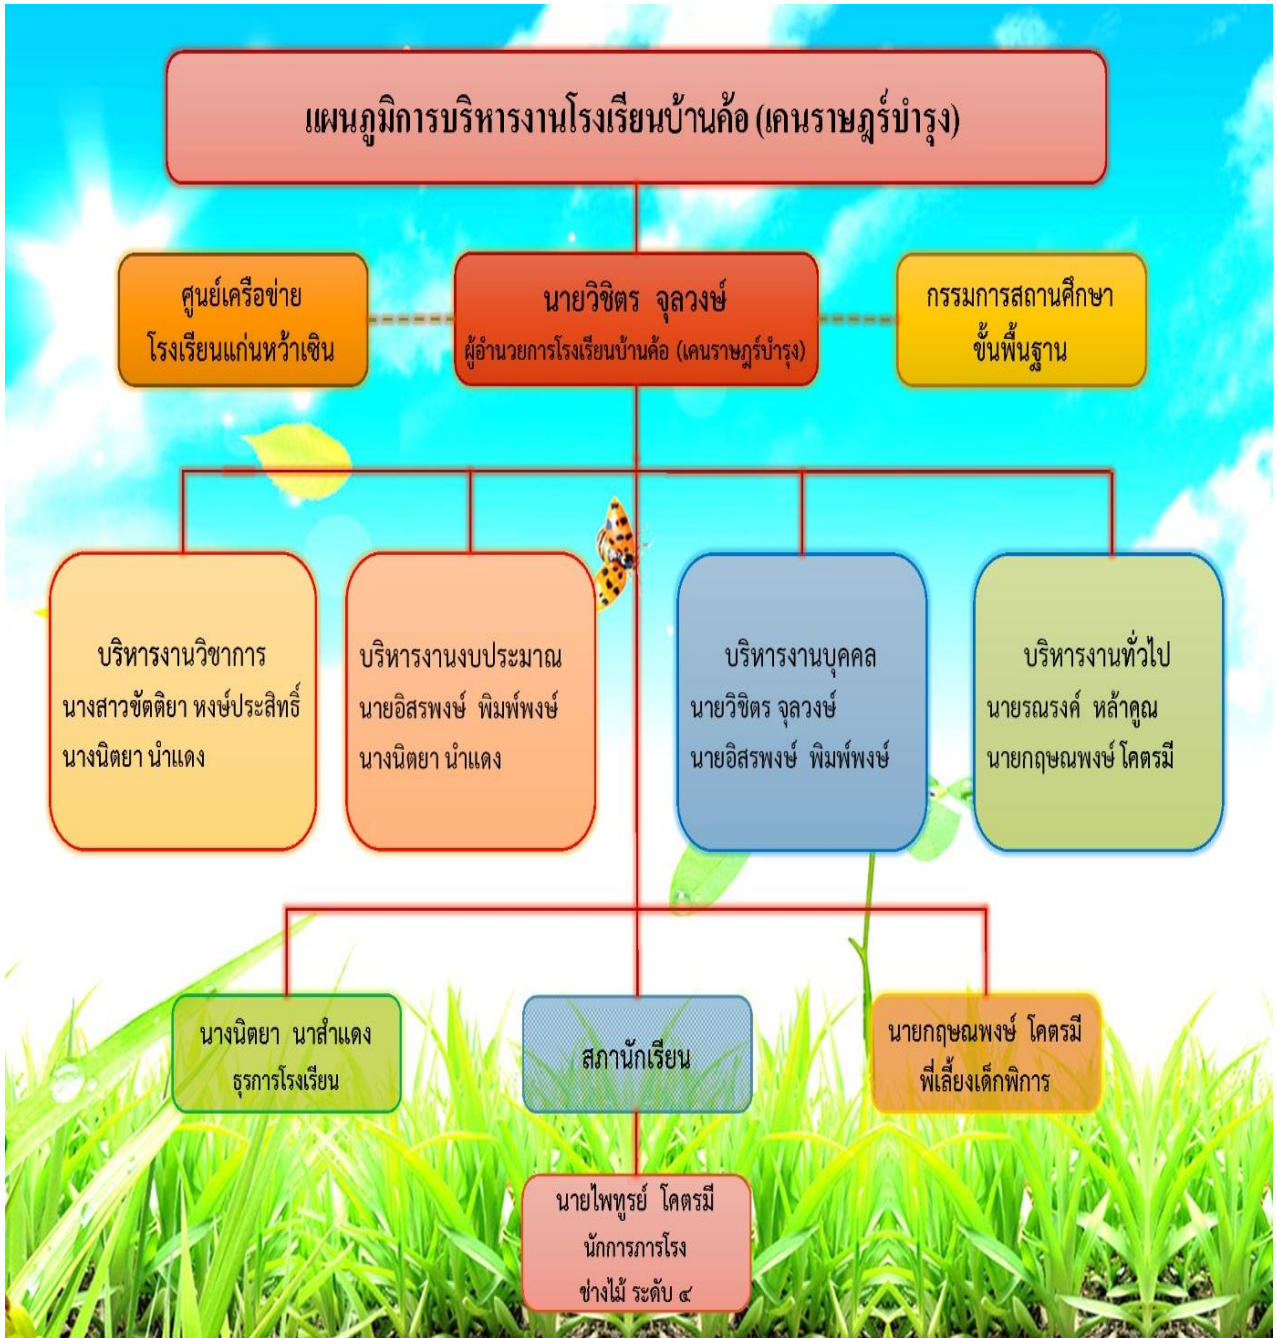 แผนภูมิการบริหารงานโรงเรียนบ้านค้อ (เคนราษฎร์บำรุง)
ศูนย์เครือข่าย
โรงเรียนแก่นหว้าเซิน
นายวิชิตร จุลวงษ์
ผู้อำนวยการโรงเรียนบ้านค้อ (เคนราษฎร์บำรุง)
กรรมการสถานศึกษา
ขั้นพื้นฐาน
บริหารงานวิชาการ
นางสาวขัตติยา หงษ์ประสิทธิ์
นางนิตยา นำแดง
บริหารงานงบประมาณ
นายอิสรพงษ์ พิมพ์พงษ์
นางนิตยา นำแดง
บริหารงานบุคคล
นายวิชิตร จุลวงษ์
นายอิสรพงษ์ พิมพ์พงษ์
บริหารงานทั่วไป
นายรณรงค์ หล้าคูณ
นายกฤษณพงษ์ โคตรมี
นางนิตยา นาสำแดง
ธุรการโรงเรียน
สภานักเรียน
นายกฤษณพงษ์ โคตรมี
พี่เลี้ยงเด็กพิการ
นายไพทูรย์ โคตรมี
นักการภารโรง
ช่างไม้ ระดับ ๔